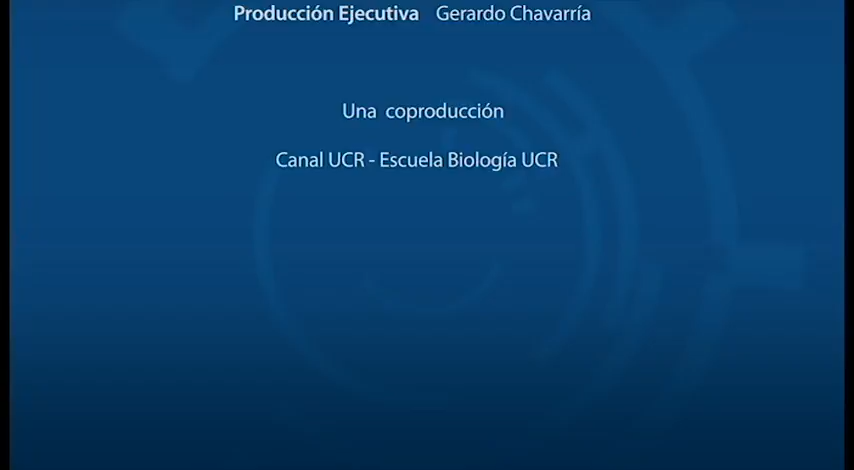 Producción Ejecutiva Gerardo Chavarría
Una coproducción
Canal UCR - Escuela Biología UCR